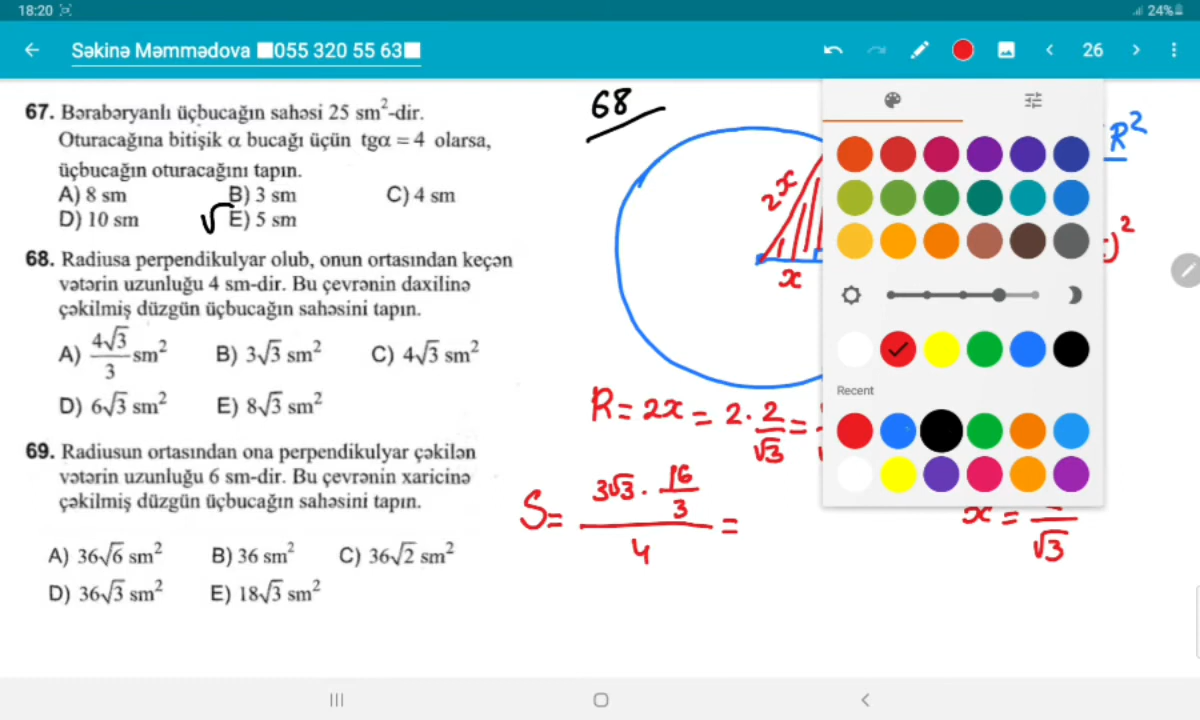 18:20
24%
Səkinə Məmmədova 055 320 55 63
26
67. Bərabəryanlı üçbucağın sahəsi 25 sm²-dir.
Oturacağına bitişik α bucağı üçün tgα = 4 olarsa,
üçbucağın oturacağını tapın.
A) 8 sm B) 3 sm C) 4 sm
D) 10 sm √ E) 5 sm
68. Radiusa perpendikulyar olub, onun ortasından keçən
vətərin uzunluğu 4 sm-dir. Bu çevrənin daxilinə
çəkilmiş düzgün üçbucağın sahəsini tapın.
A) 4√3/3 sm² B) 3√3 sm² C) 4√3 sm²
D) 6√3 sm² E) 8√3 sm²
69. Radiusun ortasından ona perpendikulyar çəkilən
vətərin uzunluğu 6 sm-dir. Bu çevrənin xaricinə
çəkilmiş düzgün üçbucağın sahəsini tapın.
A) 36√6 sm² B) 36 sm² C) 36√2 sm²
D) 36√3 sm² E) 18√3 sm²
68
2x
x
R²
)²
R = 2x = 2 · 2/√3 =
S = (3√3 · 16/3)/4 =
x = /√3
Recent